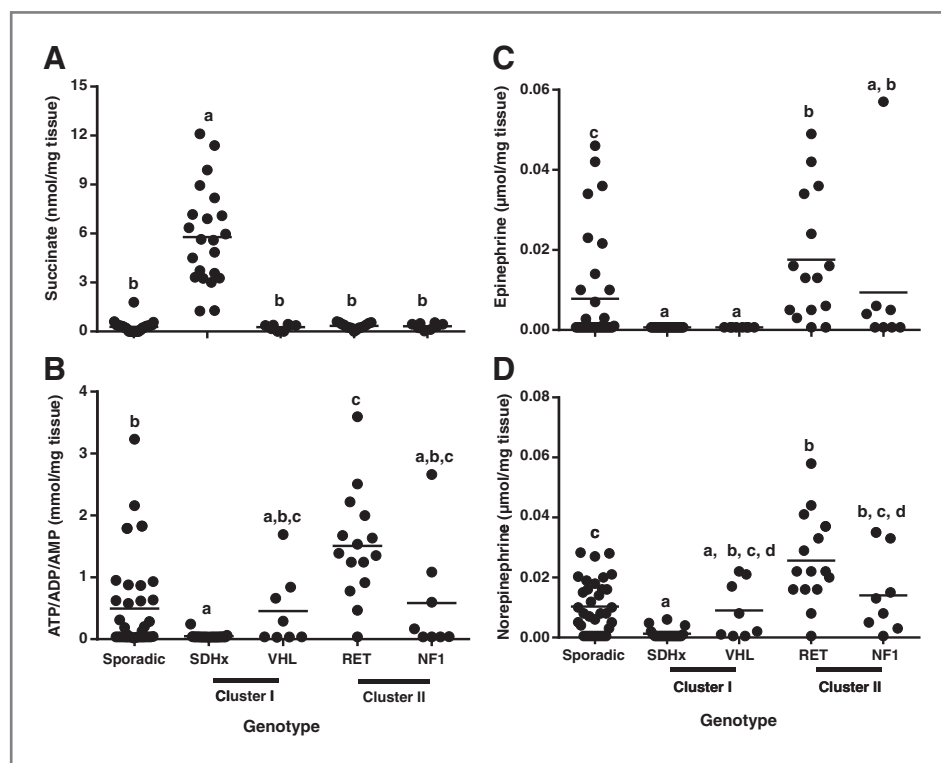 A
Succinate (nmol/mg tissue)
15
12
9
6
3
0
b
a
b
b
b
C
Epinephrine (µmol/mg tissue)
0.06
0.04
0.02
0.00
c
a
a
b
a, b
B
ATP/ADP/AMP (mmol/mg tissue)
4
3
2
1
0
b
a
a,b,c
c
a,b,c
Sporadic SDHx VHL RET NF1
Cluster I Cluster II
Genotype
D
Norepinephrine (µmol/mg tissue)
0.08
0.06
0.04
0.02
0.00
c
a
a, b, c, d
b
b, c, d
Sporadic SDHx VHL RET NF1
Cluster I Cluster II
Genotype